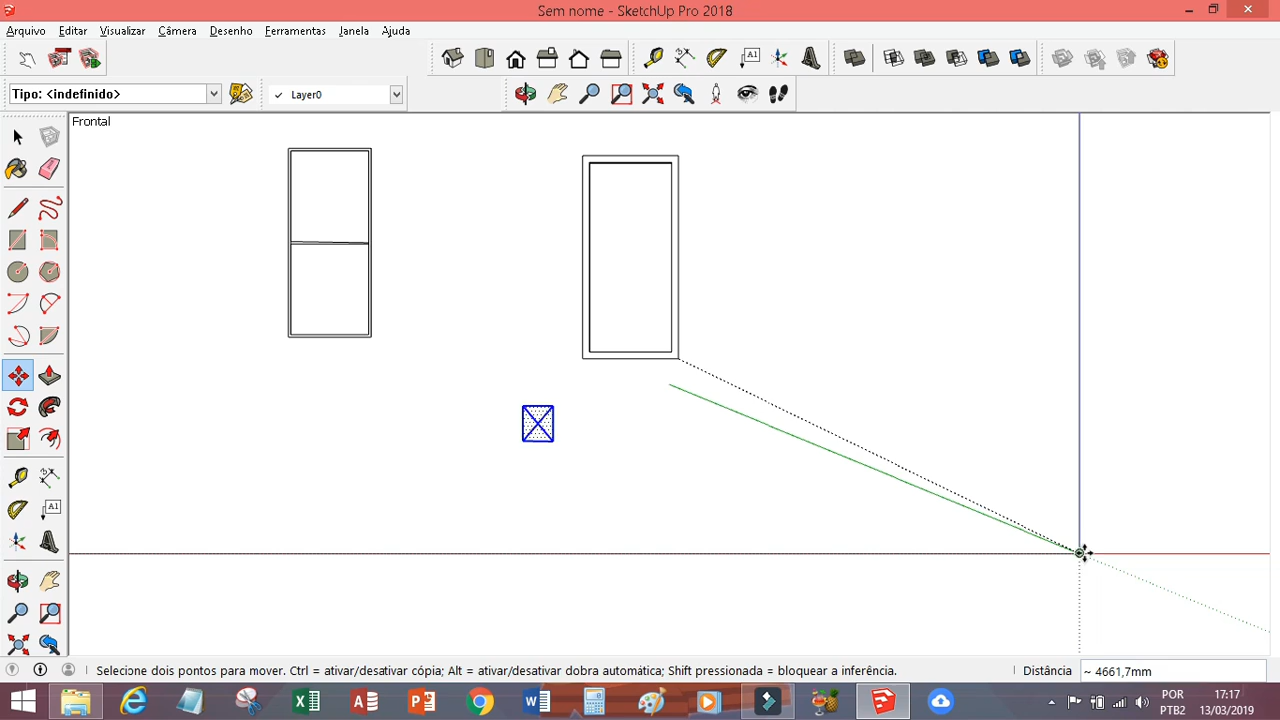 Sem nome - SketchUp Pro 2018
Arquivo Editar Visualizar Câmera Desenho Ferramentas Janela Ajuda
A1
Tipo: <indefinido>
✓ Layer0
Frontal
A1
Selecione dois pontos para mover. Ctrl = ativar/desativar cópia; Alt = ativar/desativar dobra automática; Shift pressionada = bloquear a inferência.
Distância
~ 4661,7mm
POR
PTB2
17:17
13/03/2019